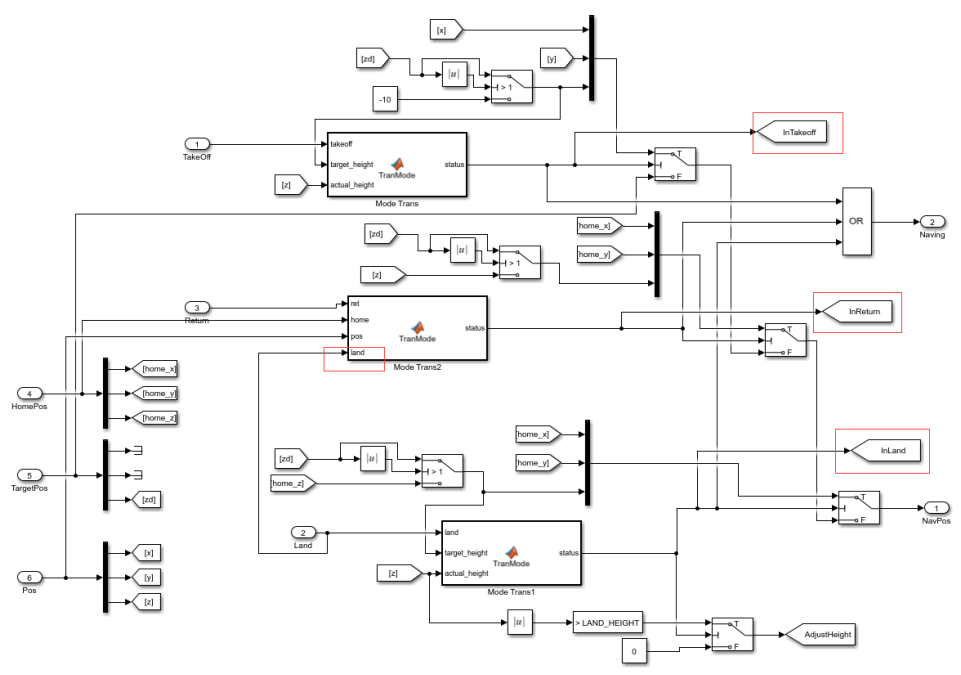 [x]
[zd]
|u|
[y]
> 1
-10
InTakeoff
1
TakeOff
takeoff
target_height
actual_height
TranMode
status
Mode Trans
[z]
T
F
OR
2
Naving
[zd]
|u|
> 1
[z]
[home_x]
[home_y]
3
Return
ret
home
pos
land
TranMode
status
Mode Trans2
InReturn
T
F
4
HomePos
[home_x]
[home_y]
[home_z]
5
TargetPos
[zd]
[zd]
|u|
> 1
[home_z]
[home_x]
[home_y]
InLand
T
F
1
NavPos
2
Land
land
target_height
actual_height
TranMode
status
Mode Trans1
[z]
6
Pos
[x]
[y]
[z]
|u|
> LAND_HEIGHT
0
T
F
AdjustHeight